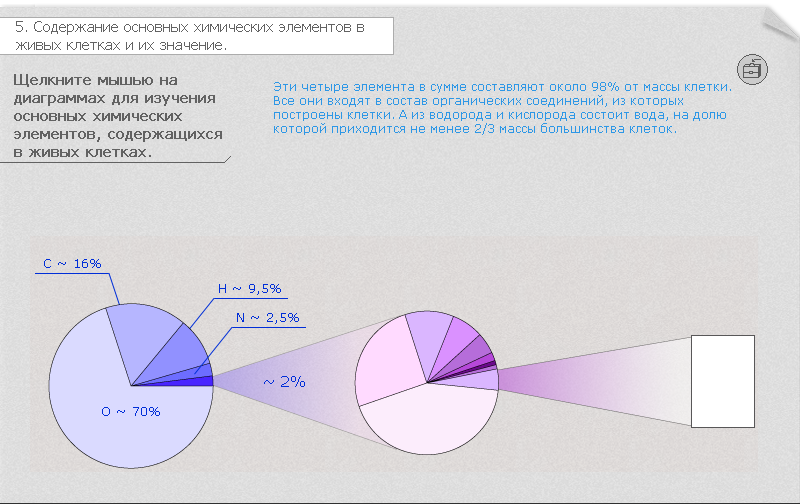 5. Содержание основных химических элементов в
живых клетках и их значение.
Щелкните мышью на
диаграммах для изучения
основных химических
элементов, содержащихся
в живых клетках.
Эти четыре элемента в сумме составляют около 98% от массы клетки.
Все они входят в состав органических соединений, из которых
построены клетки. А из водорода и кислорода состоит вода, на долю
которой приходится не менее 2/3 массы большинства клеток.
C ~ 16%
H ~ 9,5%
N ~ 2,5%
~ 2%
O ~ 70%